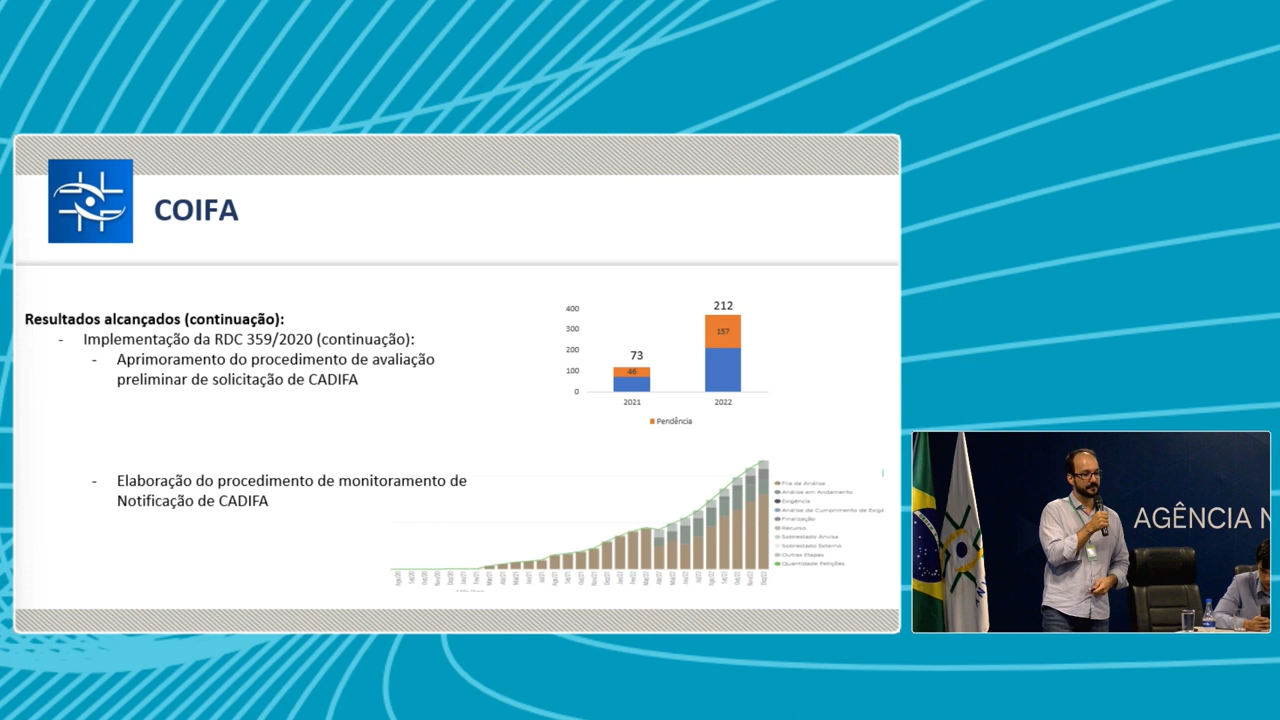 COIFA
Resultados alcançados (continuação):
- Implementação da RDC 359/2020 (continuação):
- Aprimoramento do procedimento de avaliação
preliminar de solicitação de CADIFA
- Elaboração do procedimento de monitoramento de
Notificação de CADIFA
400
300
200
100
0
73
46
212
157
2021
2022
Pendência
Fila de Análise
Análise em Andamento
Exigência
Análise de Cumprimento de Exigê
Finalização
Recurso
Sobrestado Anvisa
Sobrestado Externo
Outras Etapas
Quantidade Petições
AGÊNCIA N